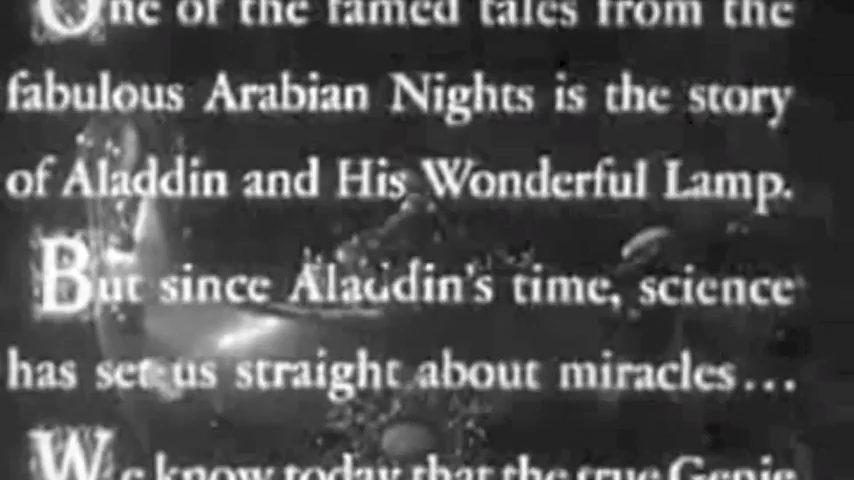 One of the famed tales from the
fabulous Arabian Nights is the story
of Aladdin and His Wonderful Lamp.
But since Aladdin's time, science
has set us straight about miracles...
We know today that the true Genie